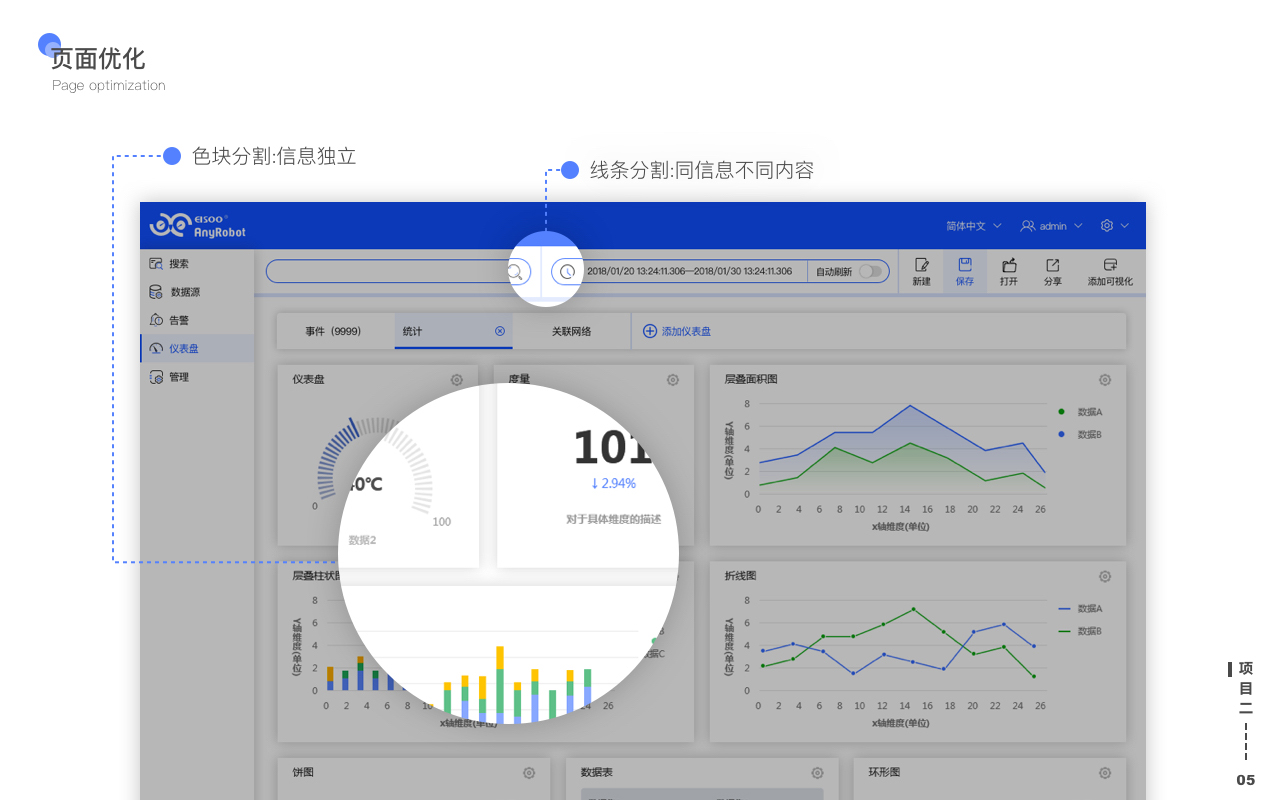 页面优化
Page optimization
色块分割:信息独立
线条分割:同信息不同内容
eisoo®
AnyRobot
简体中文
admin
搜索
数据源
告警
仪表盘
管理
2018/01/20 13:24:11.306—2018/01/30 13:24:11.306
自动刷新
新建
保存
打开
分享
添加可视化
事件（9999）
统计
关联网络
添加仪表盘
仪表盘
0℃
0
100
数据2
度量
101
↓2.94%
对于具体维度的描述
层叠面积图
Y轴维度(单位)
8
6
4
2
0
0 2 4 6 8 10 12 14 16 18 20 22 24 26
x轴维度(单位)
数据A
数据B
层叠柱状图
Y轴维度(单位)
8
6
4
2
0
0 2 4 6 8 10 24 26
x轴维度(单位)
数据C
折线图
Y轴维度(单位)
8
6
4
2
0
0 2 4 6 8 10 12 14 16 18 20 22 24 26
x轴维度(单位)
数据A
数据B
饼图
数据表
环形图
项目二
05